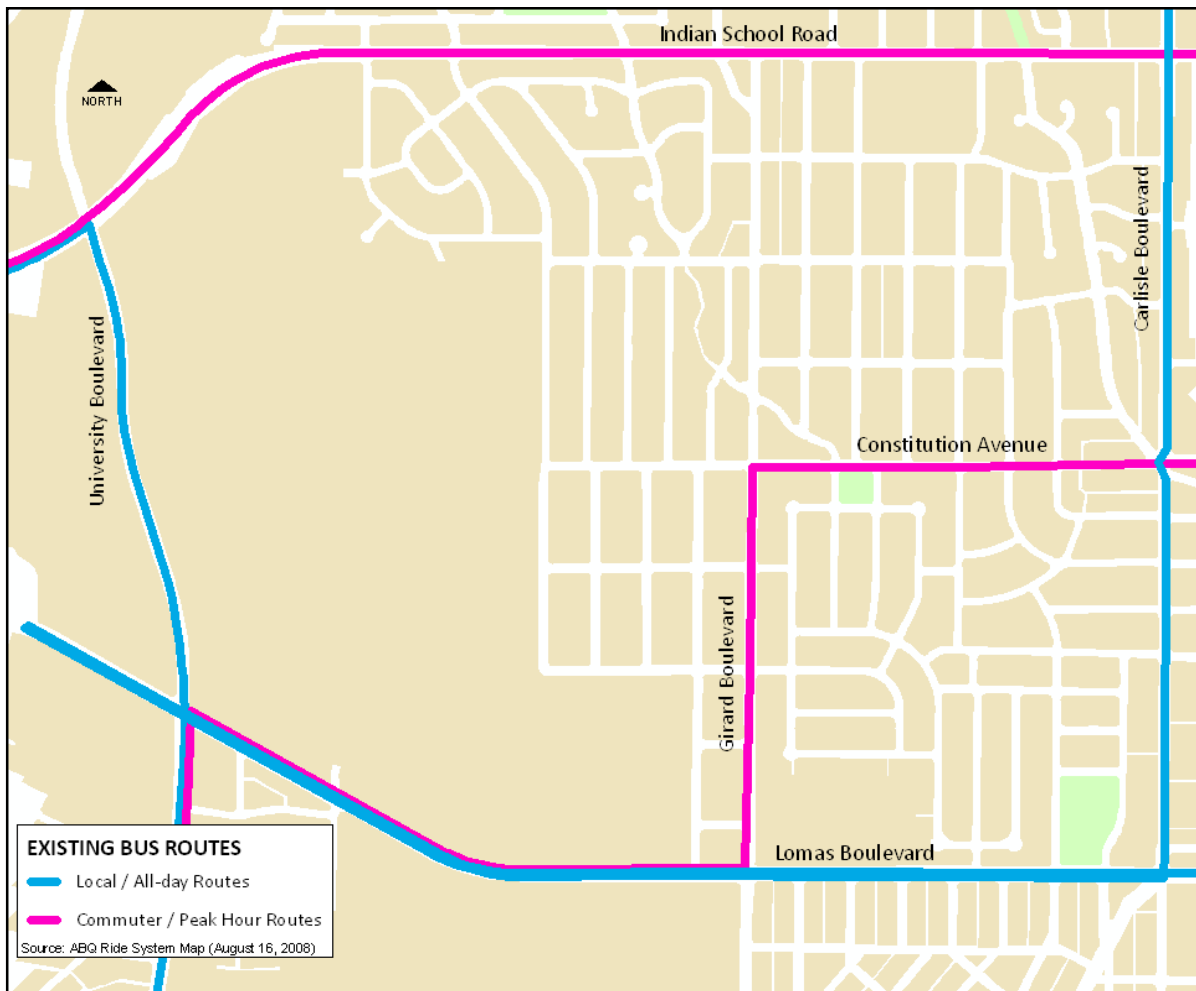 Indian School Road
NORTH
Carlisle Boulevard
University Boulevard
Constitution Avenue
Girard Boulevard
Lomas Boulevard
EXISTING BUS ROUTES
Local / All-day Routes
Commuter / Peak Hour Routes
Source: ABQ Ride System Map (August 16, 2008)